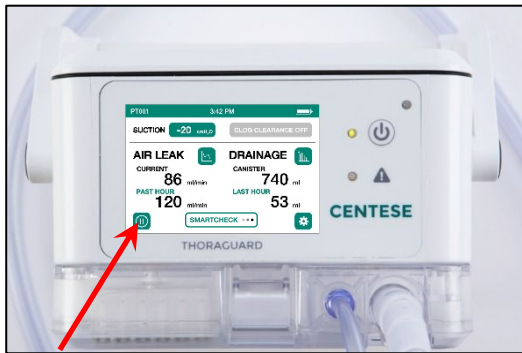 PT001 3:42 PM
SUCTION -20 cmH₂O CLOG CLEARANCE OFF
AIR LEAK DRAINAGE
CURRENT CANISTER
86 ml/min 740 ml
PAST HOUR LAST HOUR
120 ml/min 53 ml
SMARTCHECK
CENTESE
THORAGUARD